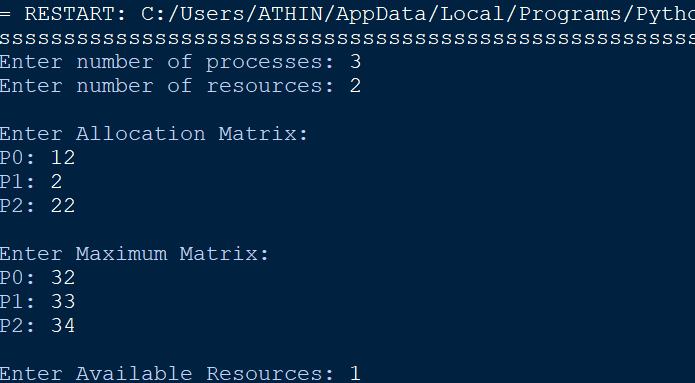 = RESTART: C:/Users/ATHIN/AppData/Local/Programs/Pytho
ssssssssssssssssssssssssssssssssssssssssssssssssssssss
Enter number of processes: 3
Enter number of resources: 2
Enter Allocation Matrix:
P0: 12
P1: 2
P2: 22
Enter Maximum Matrix:
P0: 32
P1: 33
P2: 34
Enter Available Resources: 1